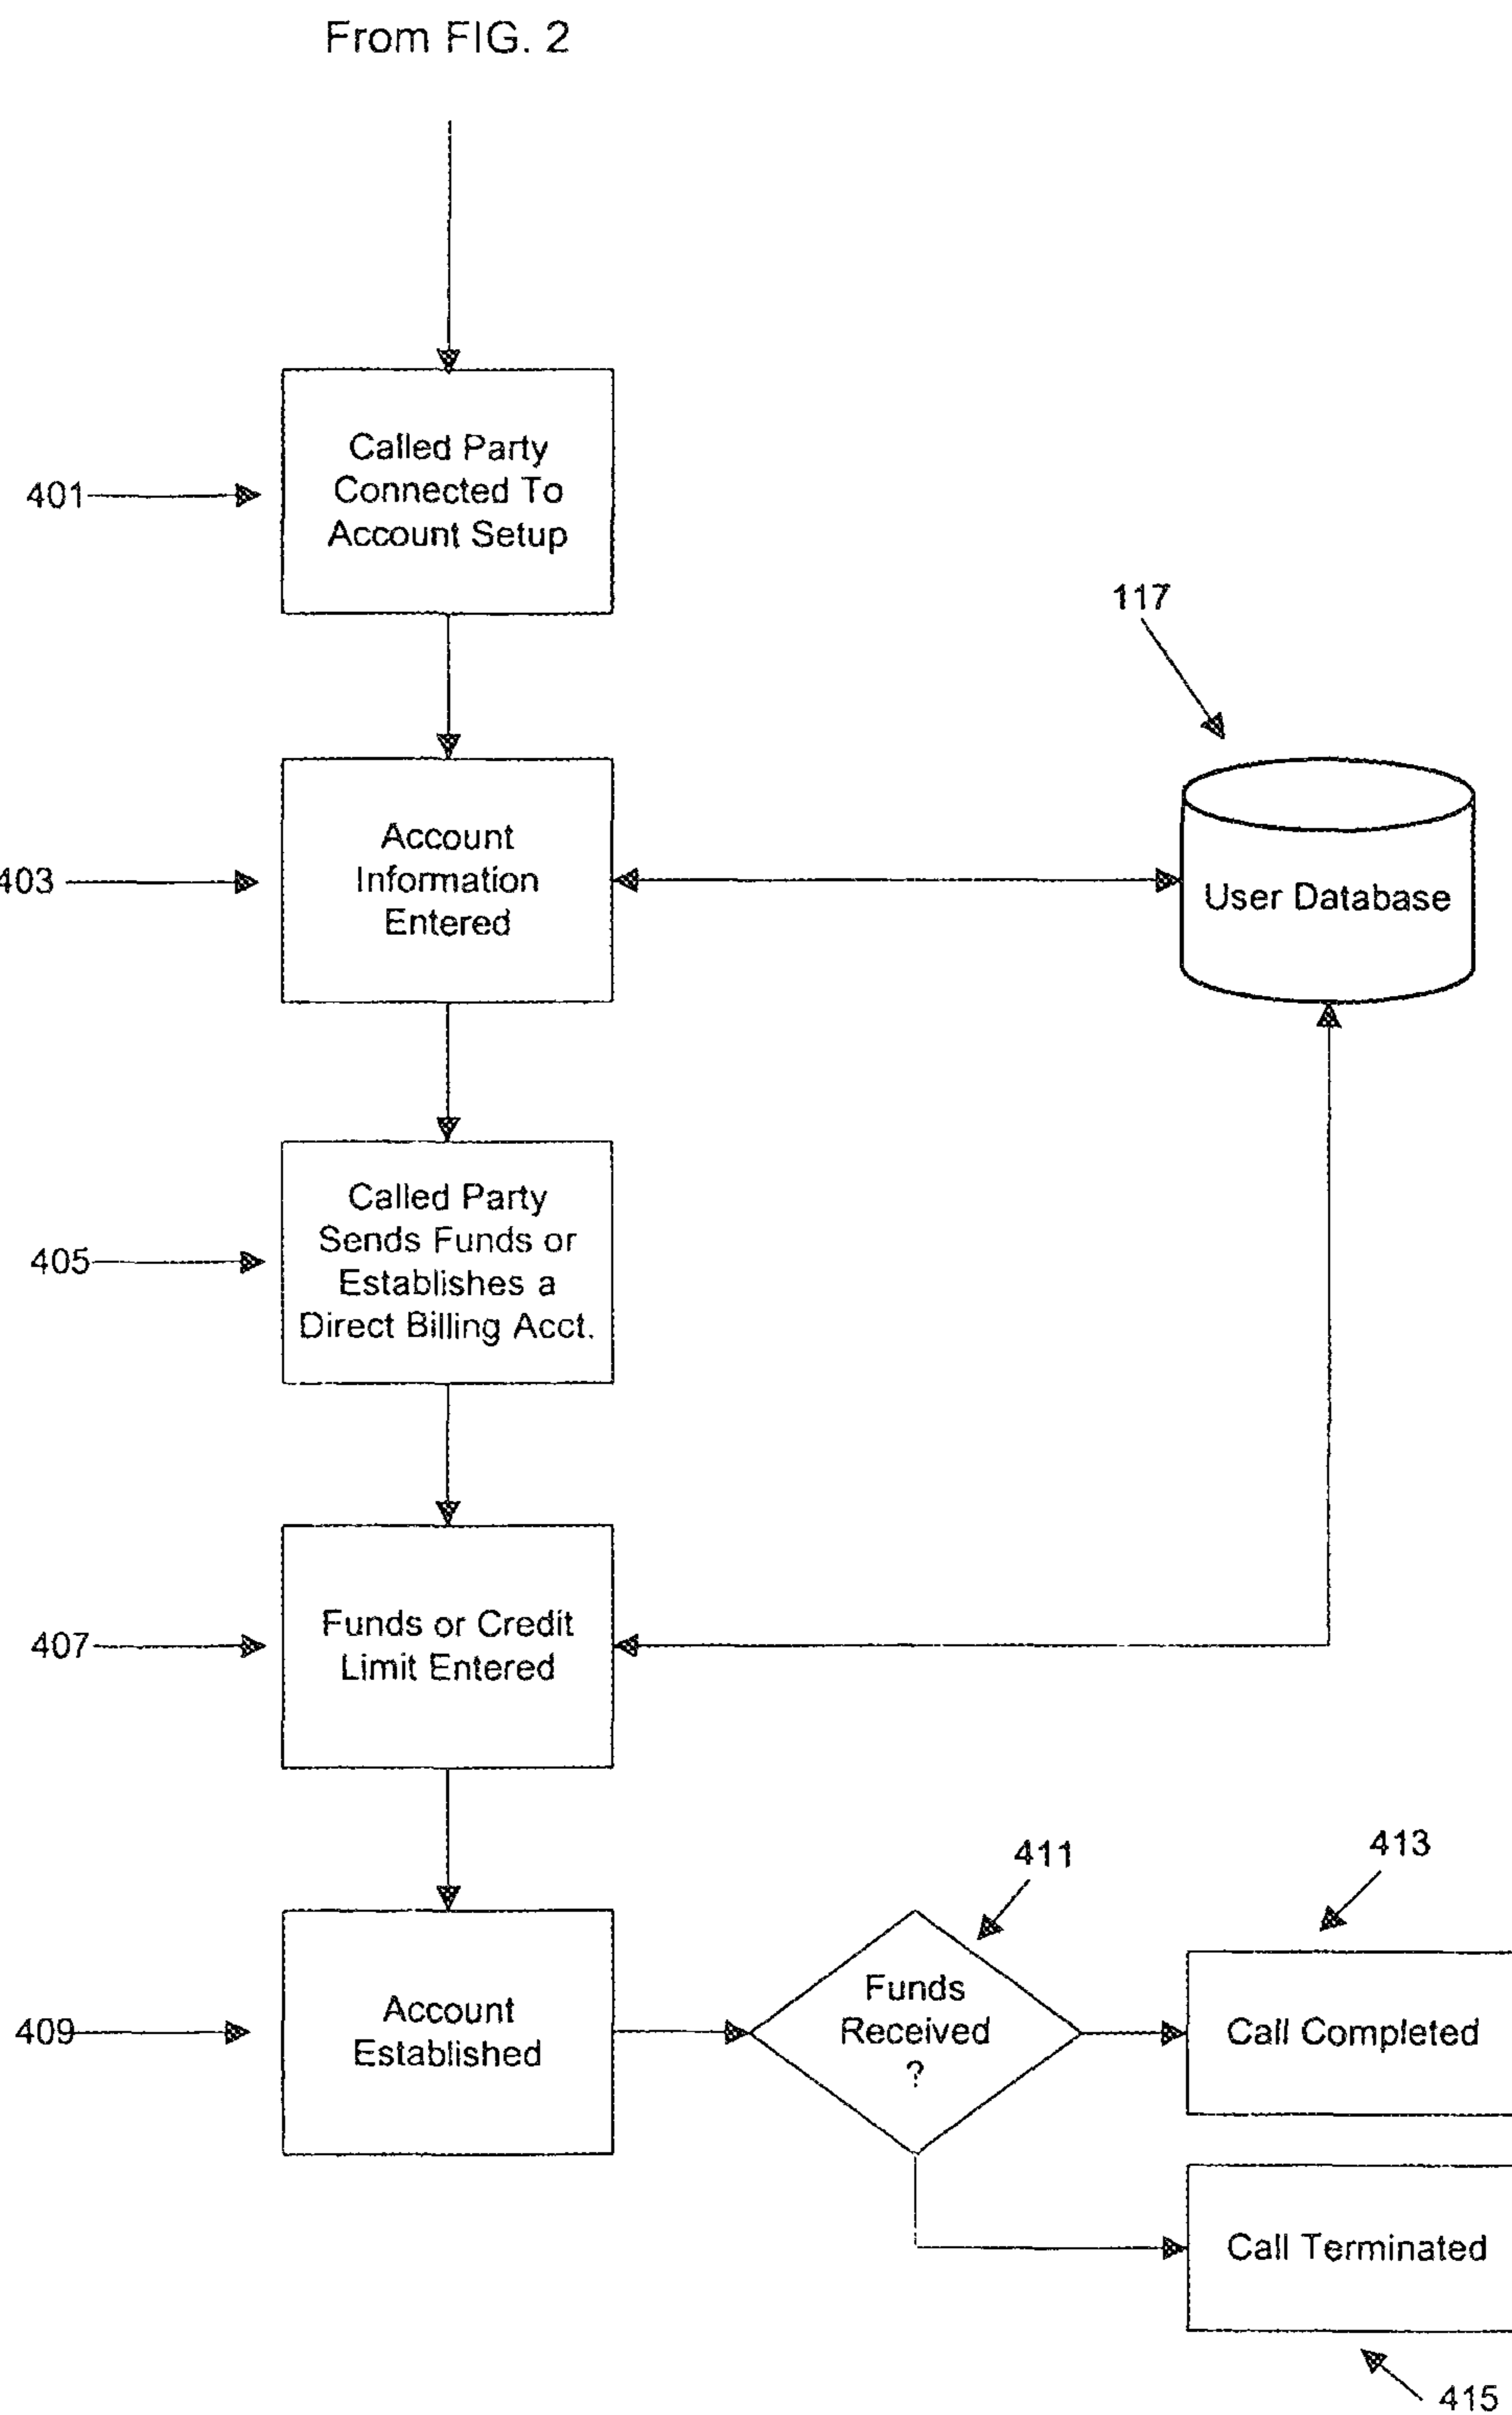 From FIG. 2
401
Called Party
Connected To
Account Setup
117
403
Account
Information
Entered
User Database
405
Called Party
Sends Funds or
Establishes a
Direct Billing Acct.
407
Funds or Credit
Limit Entered
411
413
409
Account
Established
Funds
Received
?
Call Completed
Call Terminated
415